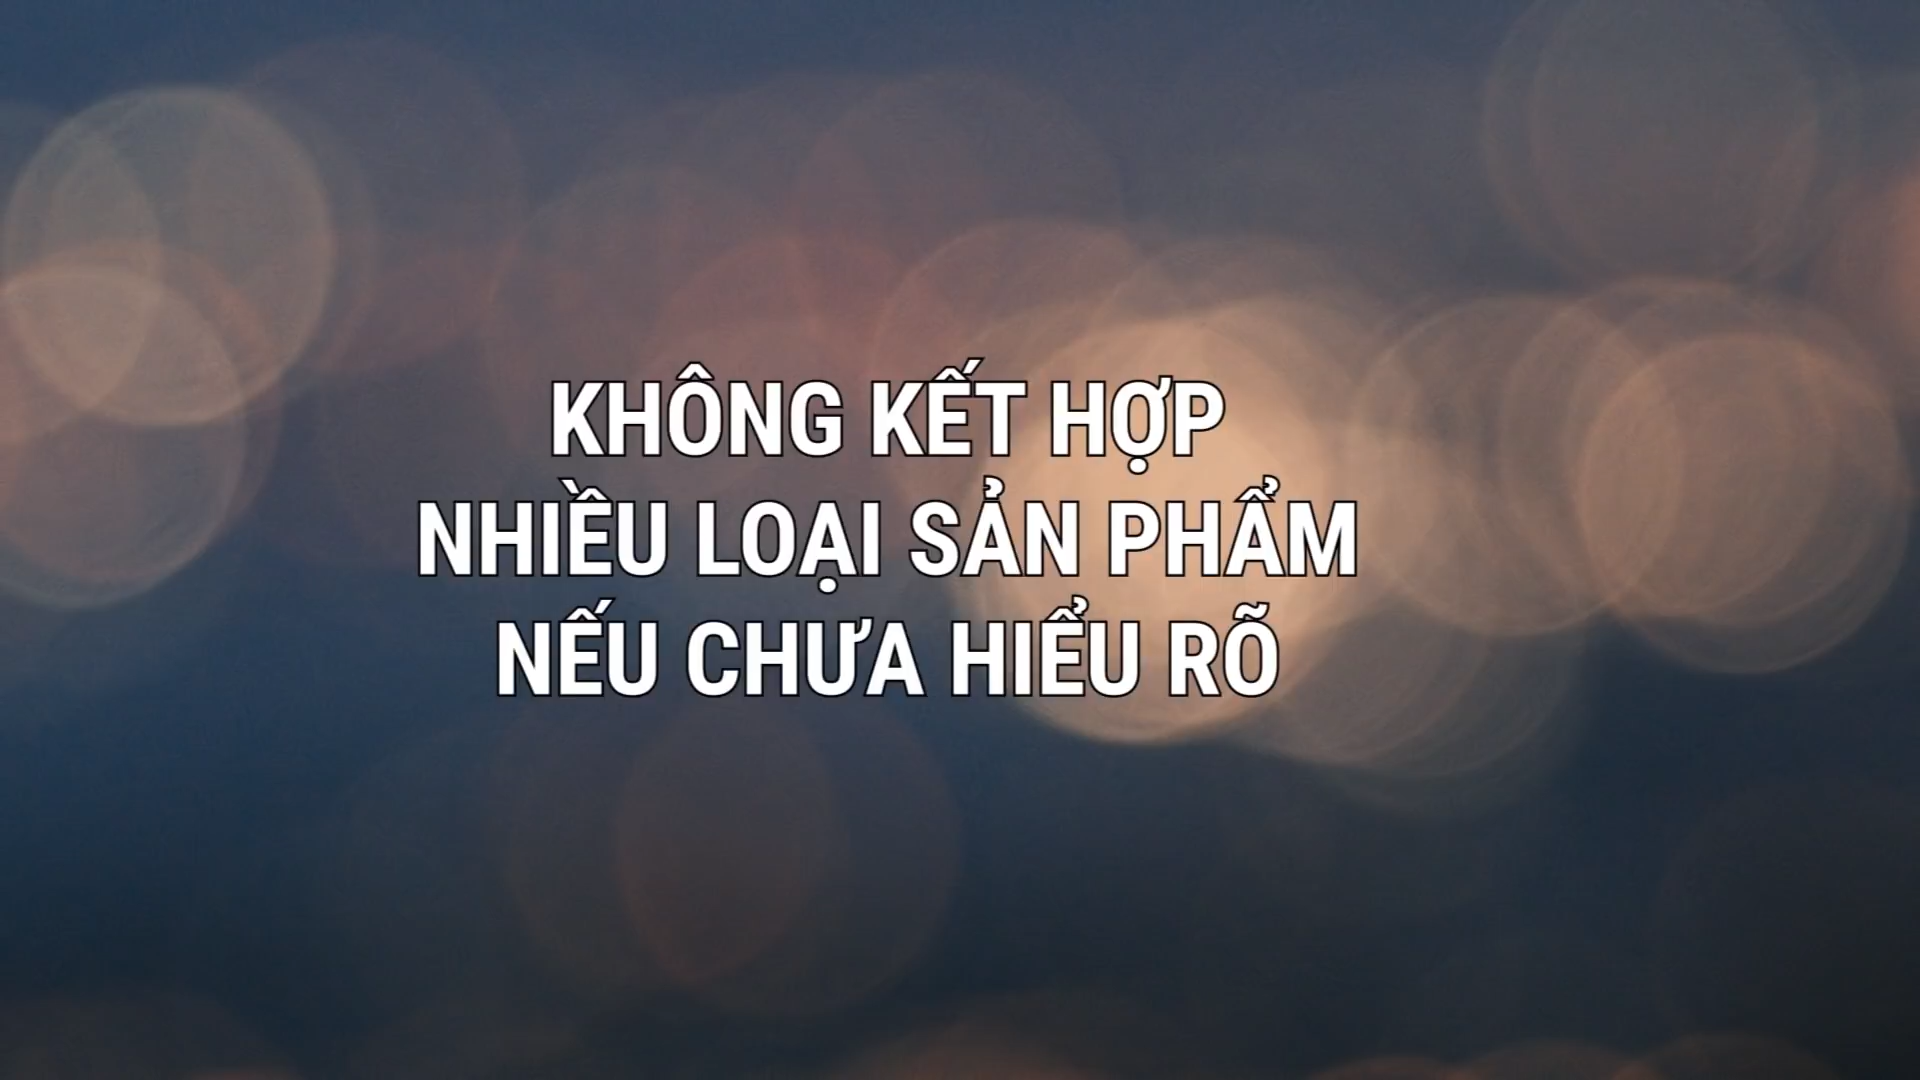 KHÔNG KẾT HỢP
NHIỀU LOẠI SẢN PHẨM
NẾU CHƯA HIỂU RÕ